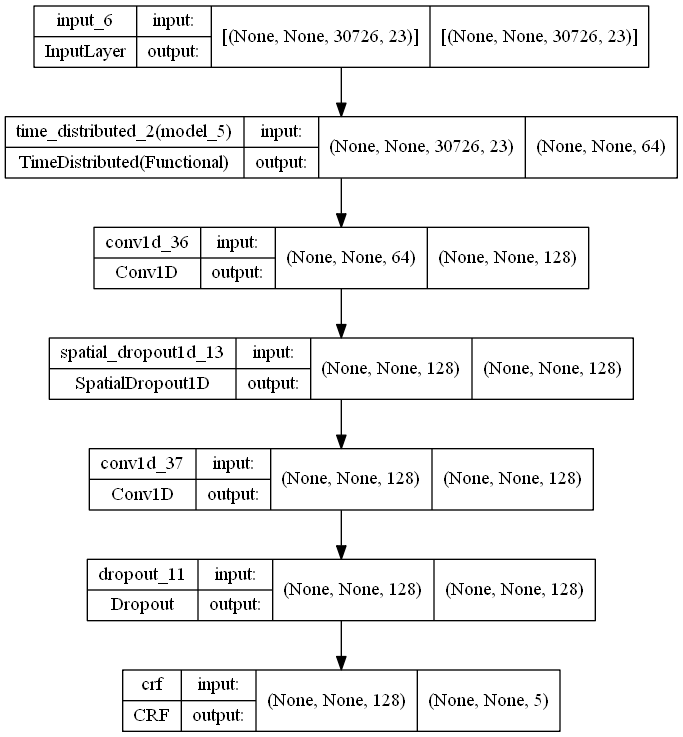 input_6 input: [(None, None, 30726, 23)] [(None, None, 30726, 23)]
InputLayer output:
time_distributed_2(model_5) input: (None, None, 30726, 23) (None, None, 64)
TimeDistributed(Functional) output:
conv1d_36 input: (None, None, 64) (None, None, 128)
Conv1D output:
spatial_dropout1d_13 input: (None, None, 128) (None, None, 128)
SpatialDropout1D output:
conv1d_37 input: (None, None, 128) (None, None, 128)
Conv1D output:
dropout_11 input: (None, None, 128) (None, None, 128)
Dropout output:
crf input: (None, None, 128) (None, None, 5)
CRF output: